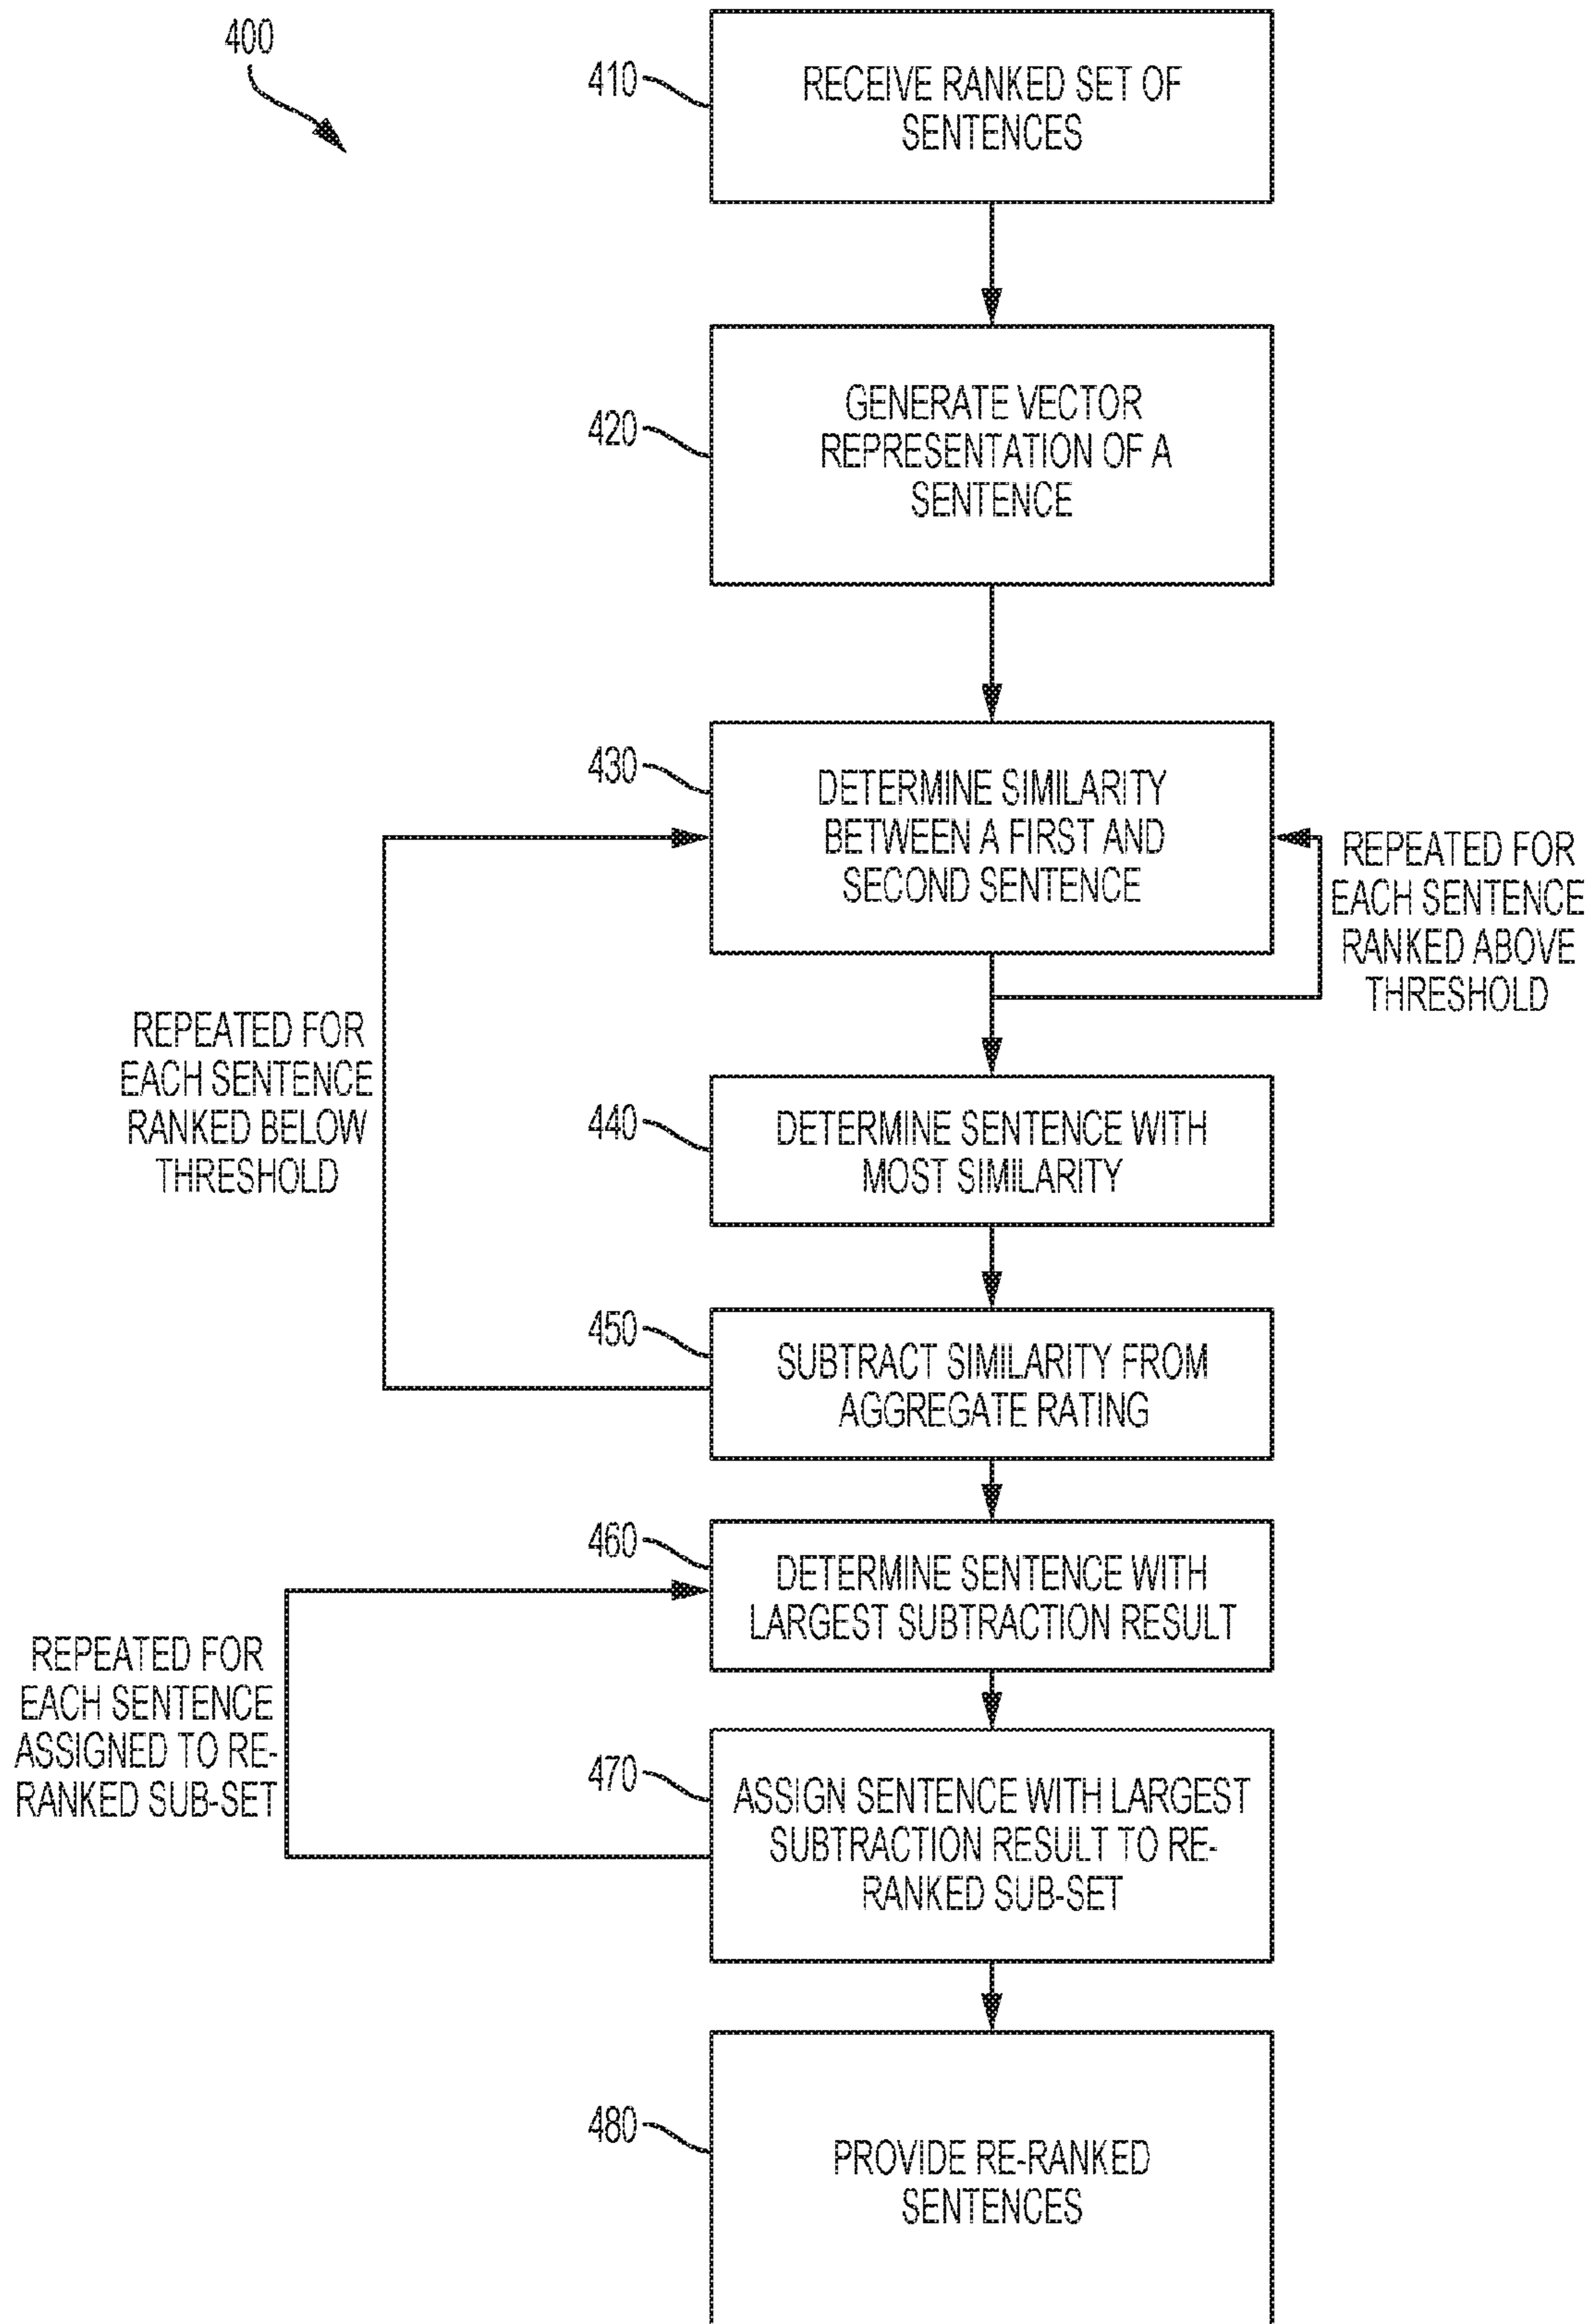 400
410
RECEIVE RANKED SET OF
SENTENCES
420
GENERATE VECTOR
REPRESENTATION OF A
SENTENCE
430
DETERMINE SIMILARITY
BETWEEN A FIRST AND
SECOND SENTENCE
REPEATED FOR
EACH SENTENCE
RANKED ABOVE
THRESHOLD
REPEATED FOR
EACH SENTENCE
RANKED BELOW
THRESHOLD
440
DETERMINE SENTENCE WITH
MOST SIMILARITY
450
SUBTRACT SIMILARITY FROM
AGGREGATE RATING
460
DETERMINE SENTENCE WITH
LARGEST SUBTRACTION RESULT
REPEATED FOR
EACH SENTENCE
ASSIGNED TO RE-
RANKED SUB-SET
470
ASSIGN SENTENCE WITH LARGEST
SUBTRACTION RESULT TO RE-
RANKED SUB-SET
480
PROVIDE RE-RANKED
SENTENCES